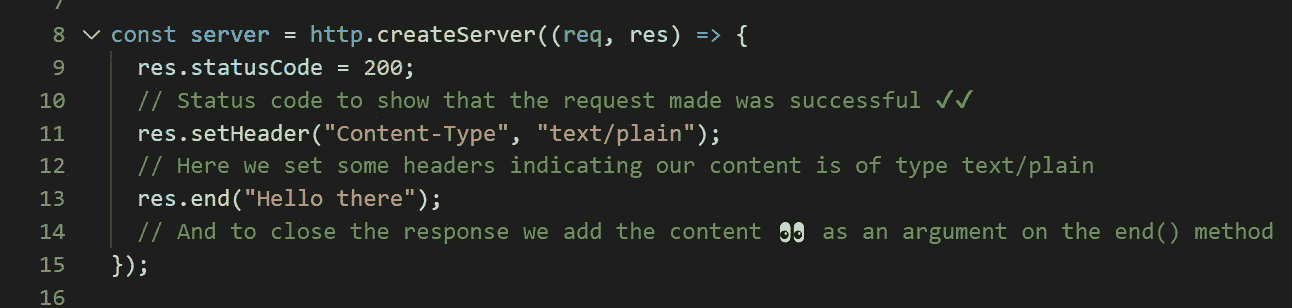 7
8 const server = http.createServer((req, res) => {
9 res.statusCode = 200;
10 // Status code to show that the request made was successful ✓✓
11 res.setHeader("Content-Type", "text/plain");
12 // Here we set some headers indicating our content is of type text/plain
13 res.end("Hello there");
14 // And to close the response we add the content 👀 as an argument on the end() method
15 });
16